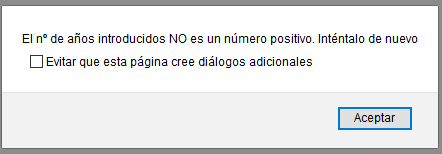 El nº de años introducidos NO es un número positivo. Inténtalo de nuevo
Evitar que esta página cree diálogos adicionales
Aceptar